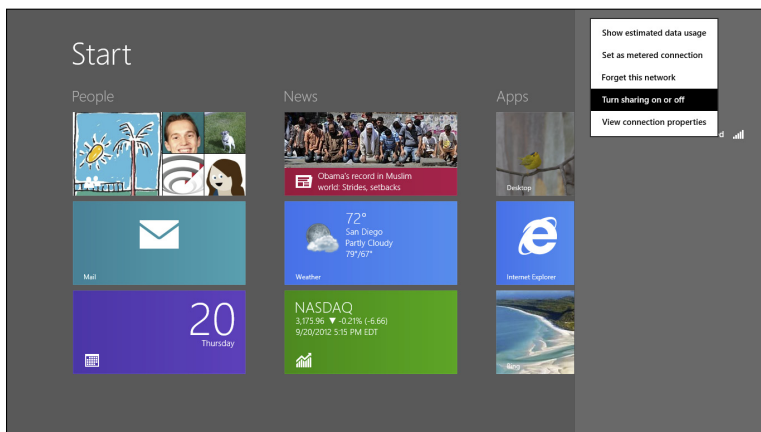 Start
People
News
Apps
Show estimated data usage
Set as metered connection
Forget this network
Turn sharing on or off
View connection properties
d
Obama's record in Muslim
world: Strides, setbacks
Desktop
Mail
72°
San Diego
Partly Cloudy
79°/67°
Weather
Internet Explorer
20
Thursday
NASDAQ
3,175.96 ▼ -0.21% (-6.66)
9/20/2012 5:15 PM EDT
Bing